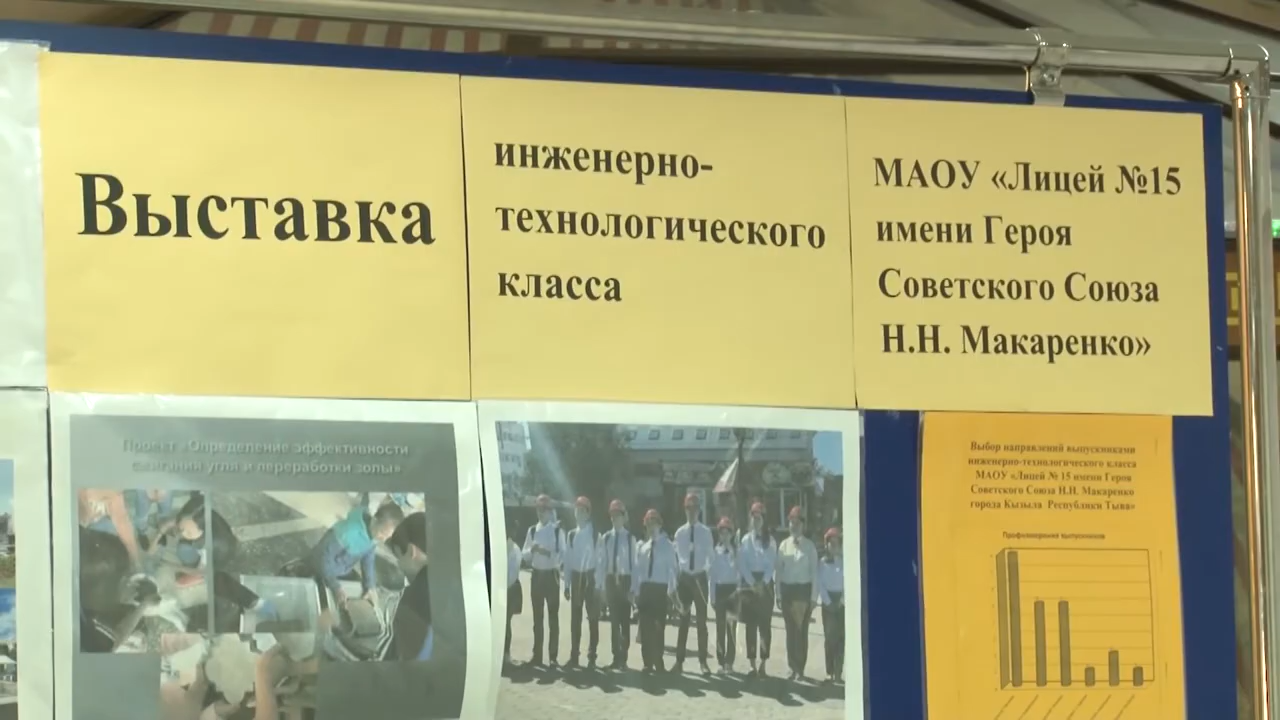 Выставка
инженерно-
технологического
класса
МАОУ «Лицей №15
имени Героя
Советского Союза
Н.Н. Макаренко»
Проект «Определение эффективности
сжигания угля и переработки золы»
Выбор направлений выпускниками
инженерно-технологического класса
МАОУ «Лицей № 15 имени Героя
Советского Союза Н.Н. Макаренко
города Кызыла Республики Тыва»
Профнамерения выпускников